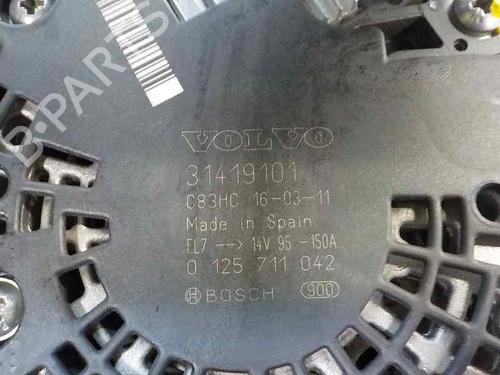 B-PARTS
VOLVO
31419101
C83HC 16-03-11
Made in Spain
EL7 --> 14V 95 -150A
0 125 711 042
BOSCH 900